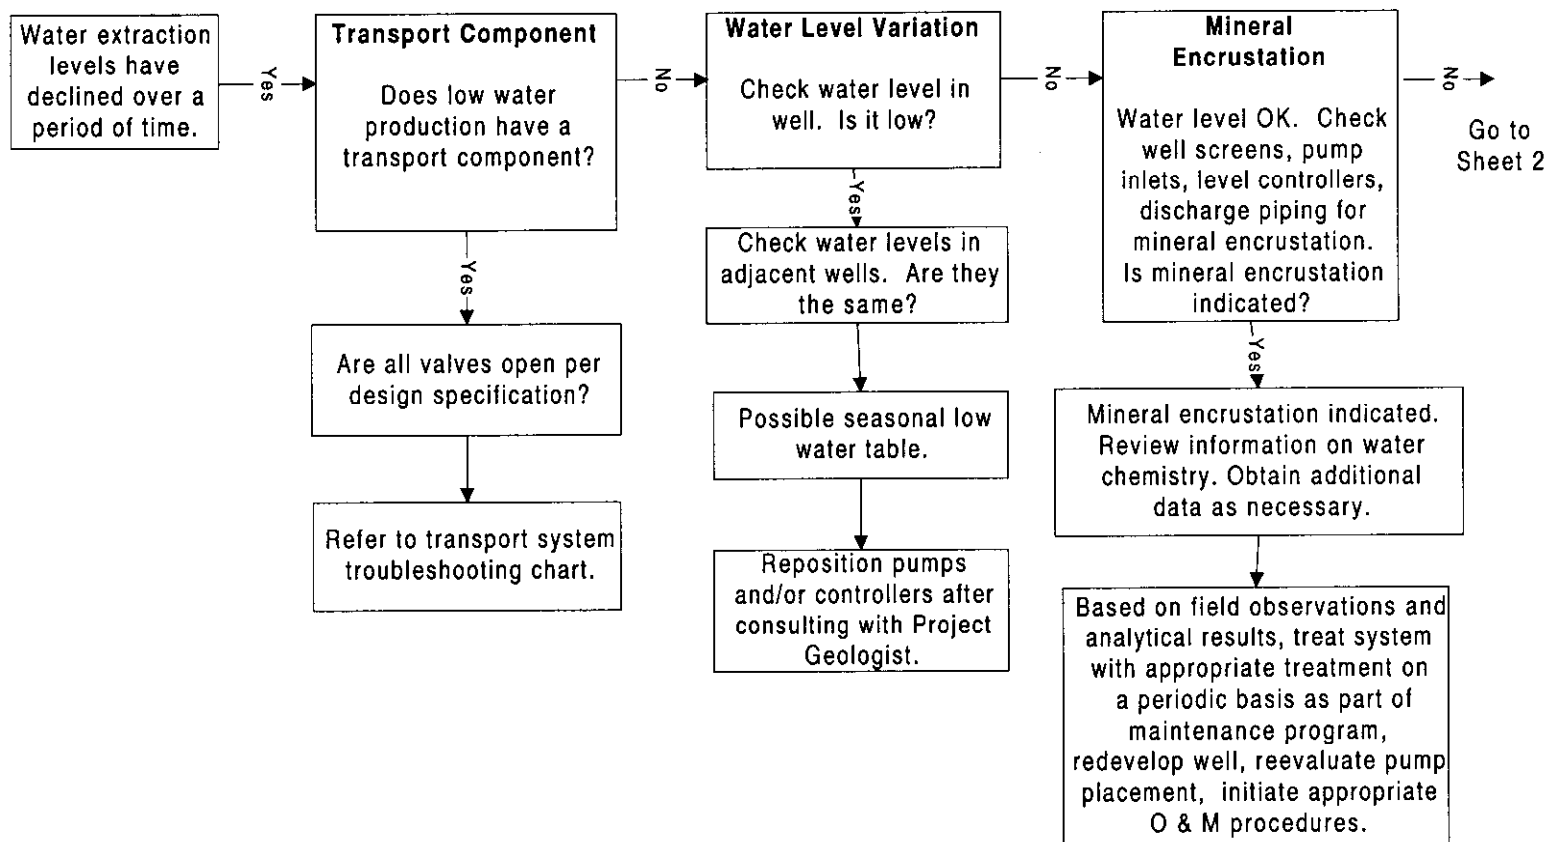 Water extraction
levels have
declined over a
period of time.
Yes
Transport Component
Does low water
production have a
transport component?
No
Water Level Variation
Check water level in
well. Is it low?
No
Mineral
Encrustation
Water level OK. Check
well screens, pump
inlets, level controllers,
discharge piping for
mineral encrustation.
Is mineral encrustation
indicated?
No
Go to
Sheet 2
Yes
Are all valves open per
design specification?
Refer to transport system
troubleshooting chart.
Yes
Check water levels in
adjacent wells. Are they
the same?
Possible seasonal low
water table.
Reposition pumps
and/or controllers after
consulting with Project
Geologist.
Yes
Mineral encrustation indicated.
Review information on water
chemistry. Obtain additional
data as necessary.
Based on field observations and
analytical results, treat system
with appropriate treatment on
a periodic basis as part of
maintenance program,
redevelop well, reevaluate pump
placement, initiate appropriate
O & M procedures.